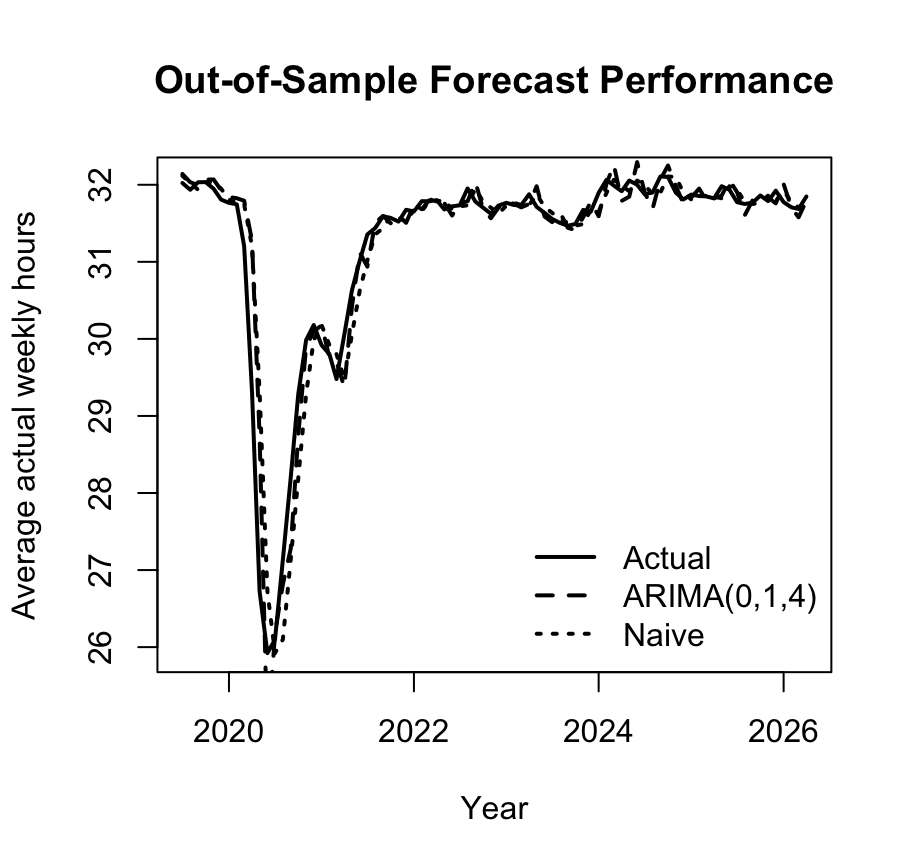 Out-of-Sample Forecast Performance
Average actual weekly hours
32
31
30
29
28
27
26
Actual
ARIMA(0,1,4)
Naive
2020 2022 2024 2026
Year